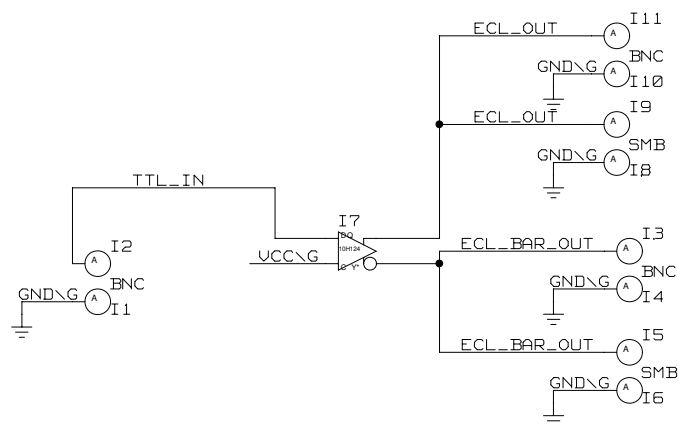 ECL_OUT
I11
A
BNC
GND\G
A
I10
ECL_OUT
I9
A
SMB
GND\G
A
I8
TTL_IN
I7
10H124
VCC\G
C Y*
I2
A
BNC
GND\G
A
I1
ECL_BAR_OUT
I3
A
BNC
GND\G
A
I4
ECL_BAR_OUT
I5
A
SMB
GND\G
A
I6